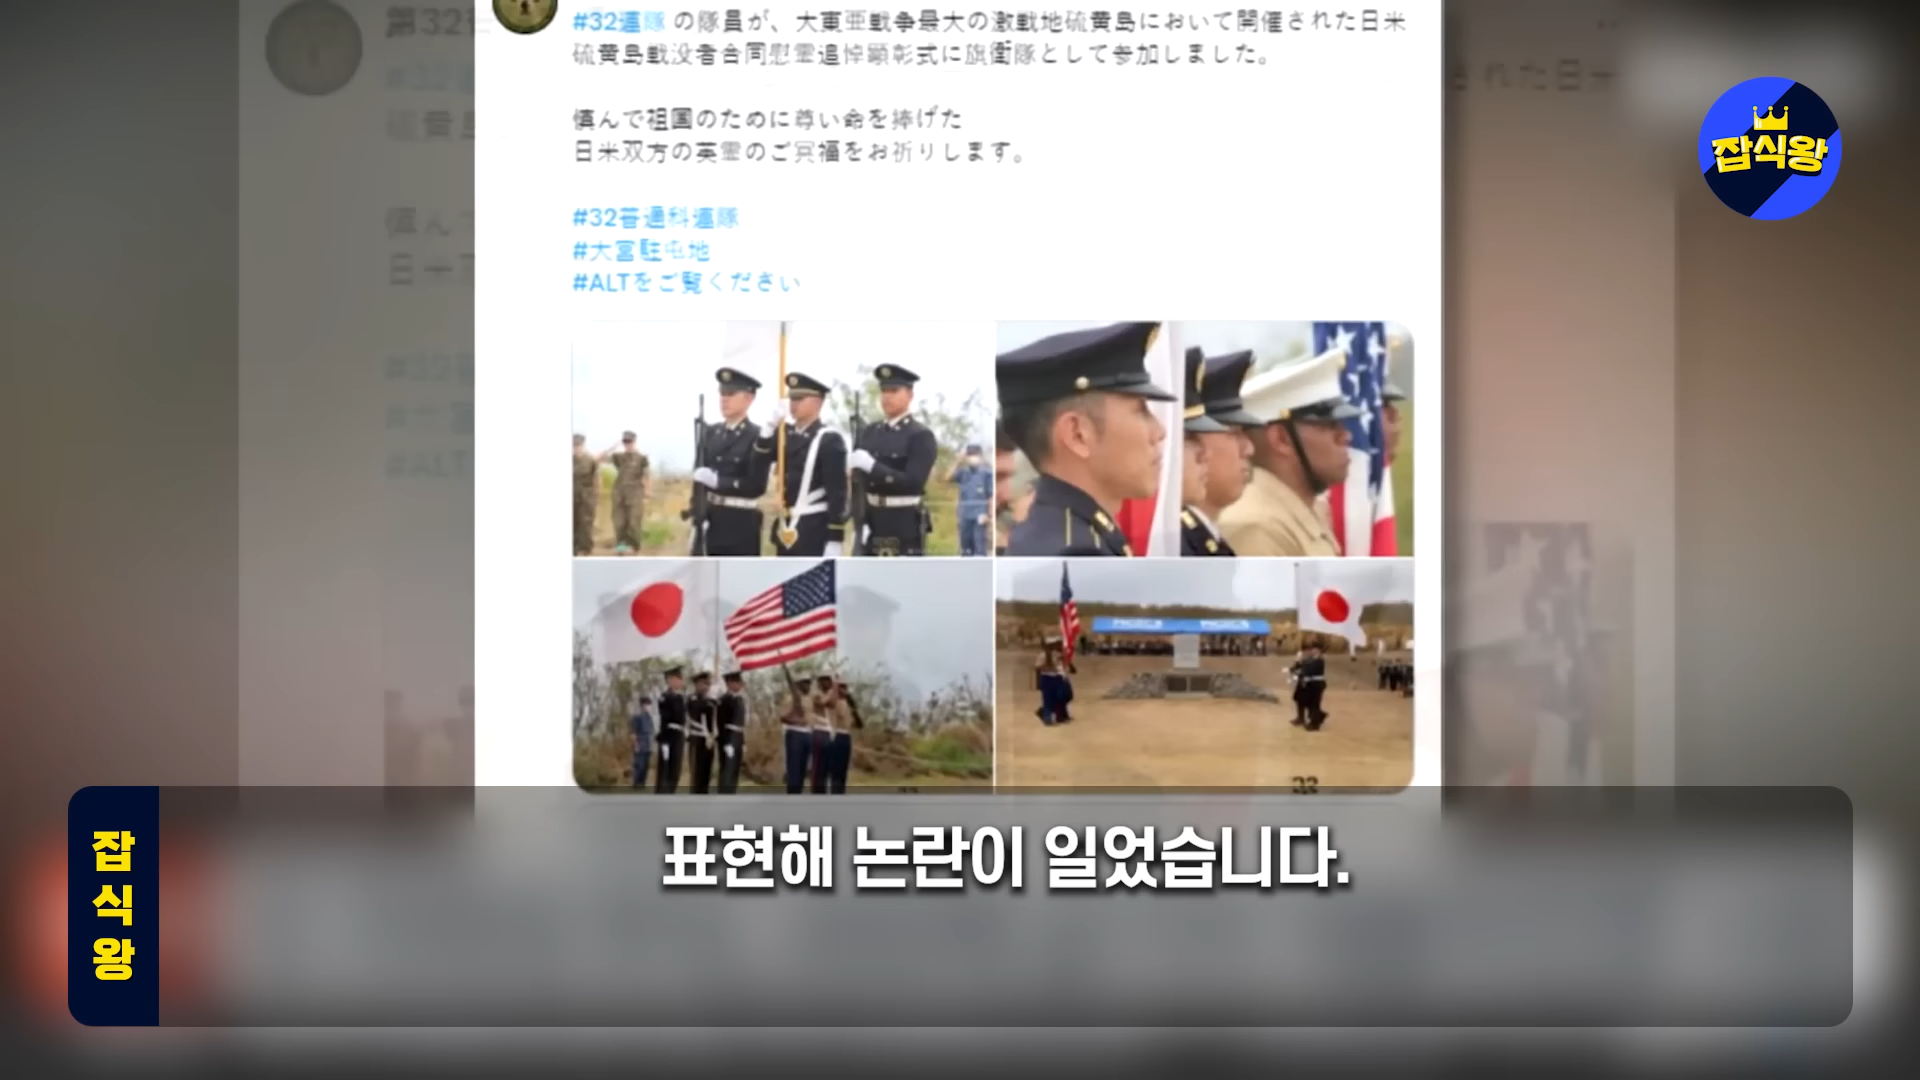 #32連隊 の隊員が、大東亜戦争最大の激戦地硫黄島において開催された日米
硫黄島戦没者合同慰霊追悼顕彰式に旗衛隊として参加しました。
慎んで祖国のために尊い命を捧げた
日米双方の英霊のご冥福をお祈りします。
#32普通科連隊
#大宮駐屯地
#ALTをご覧ください
잡식왕
표현해 논란이 일었습니다.
잡식왕